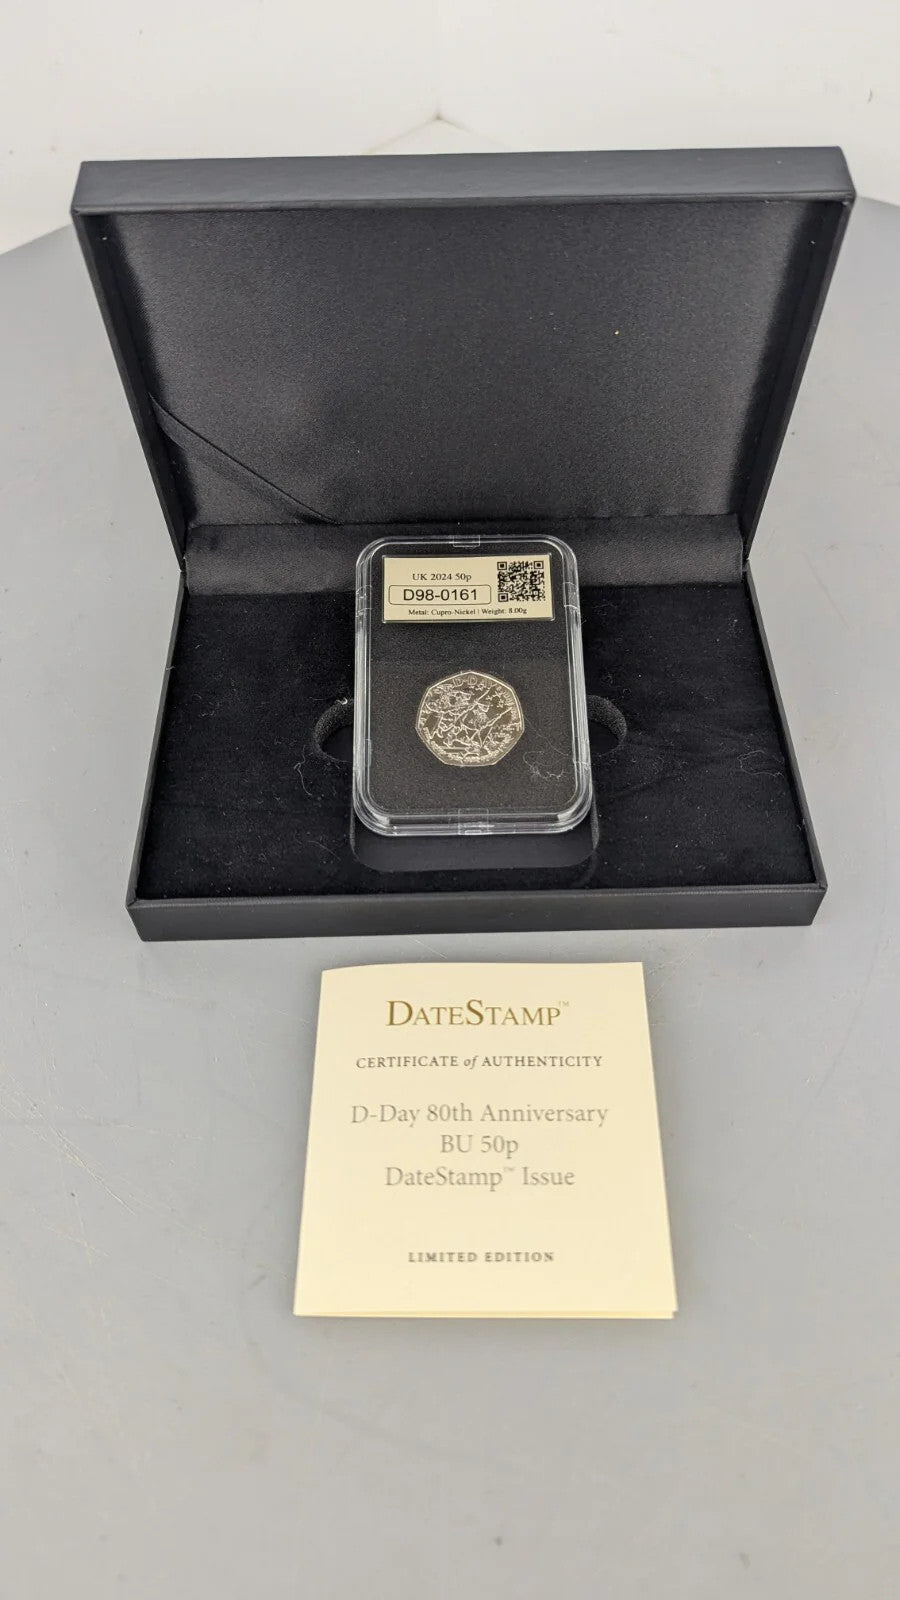 UK 2024 50p
D98-0161
Metal: Cupro-Nickel | Weight: 8.00g
D-DAY
DATESTAMP™
CERTIFICATE of AUTHENTICITY
D-Day 80th Anniversary
BU 50p
DateStamp™ Issue
LIMITED EDITION